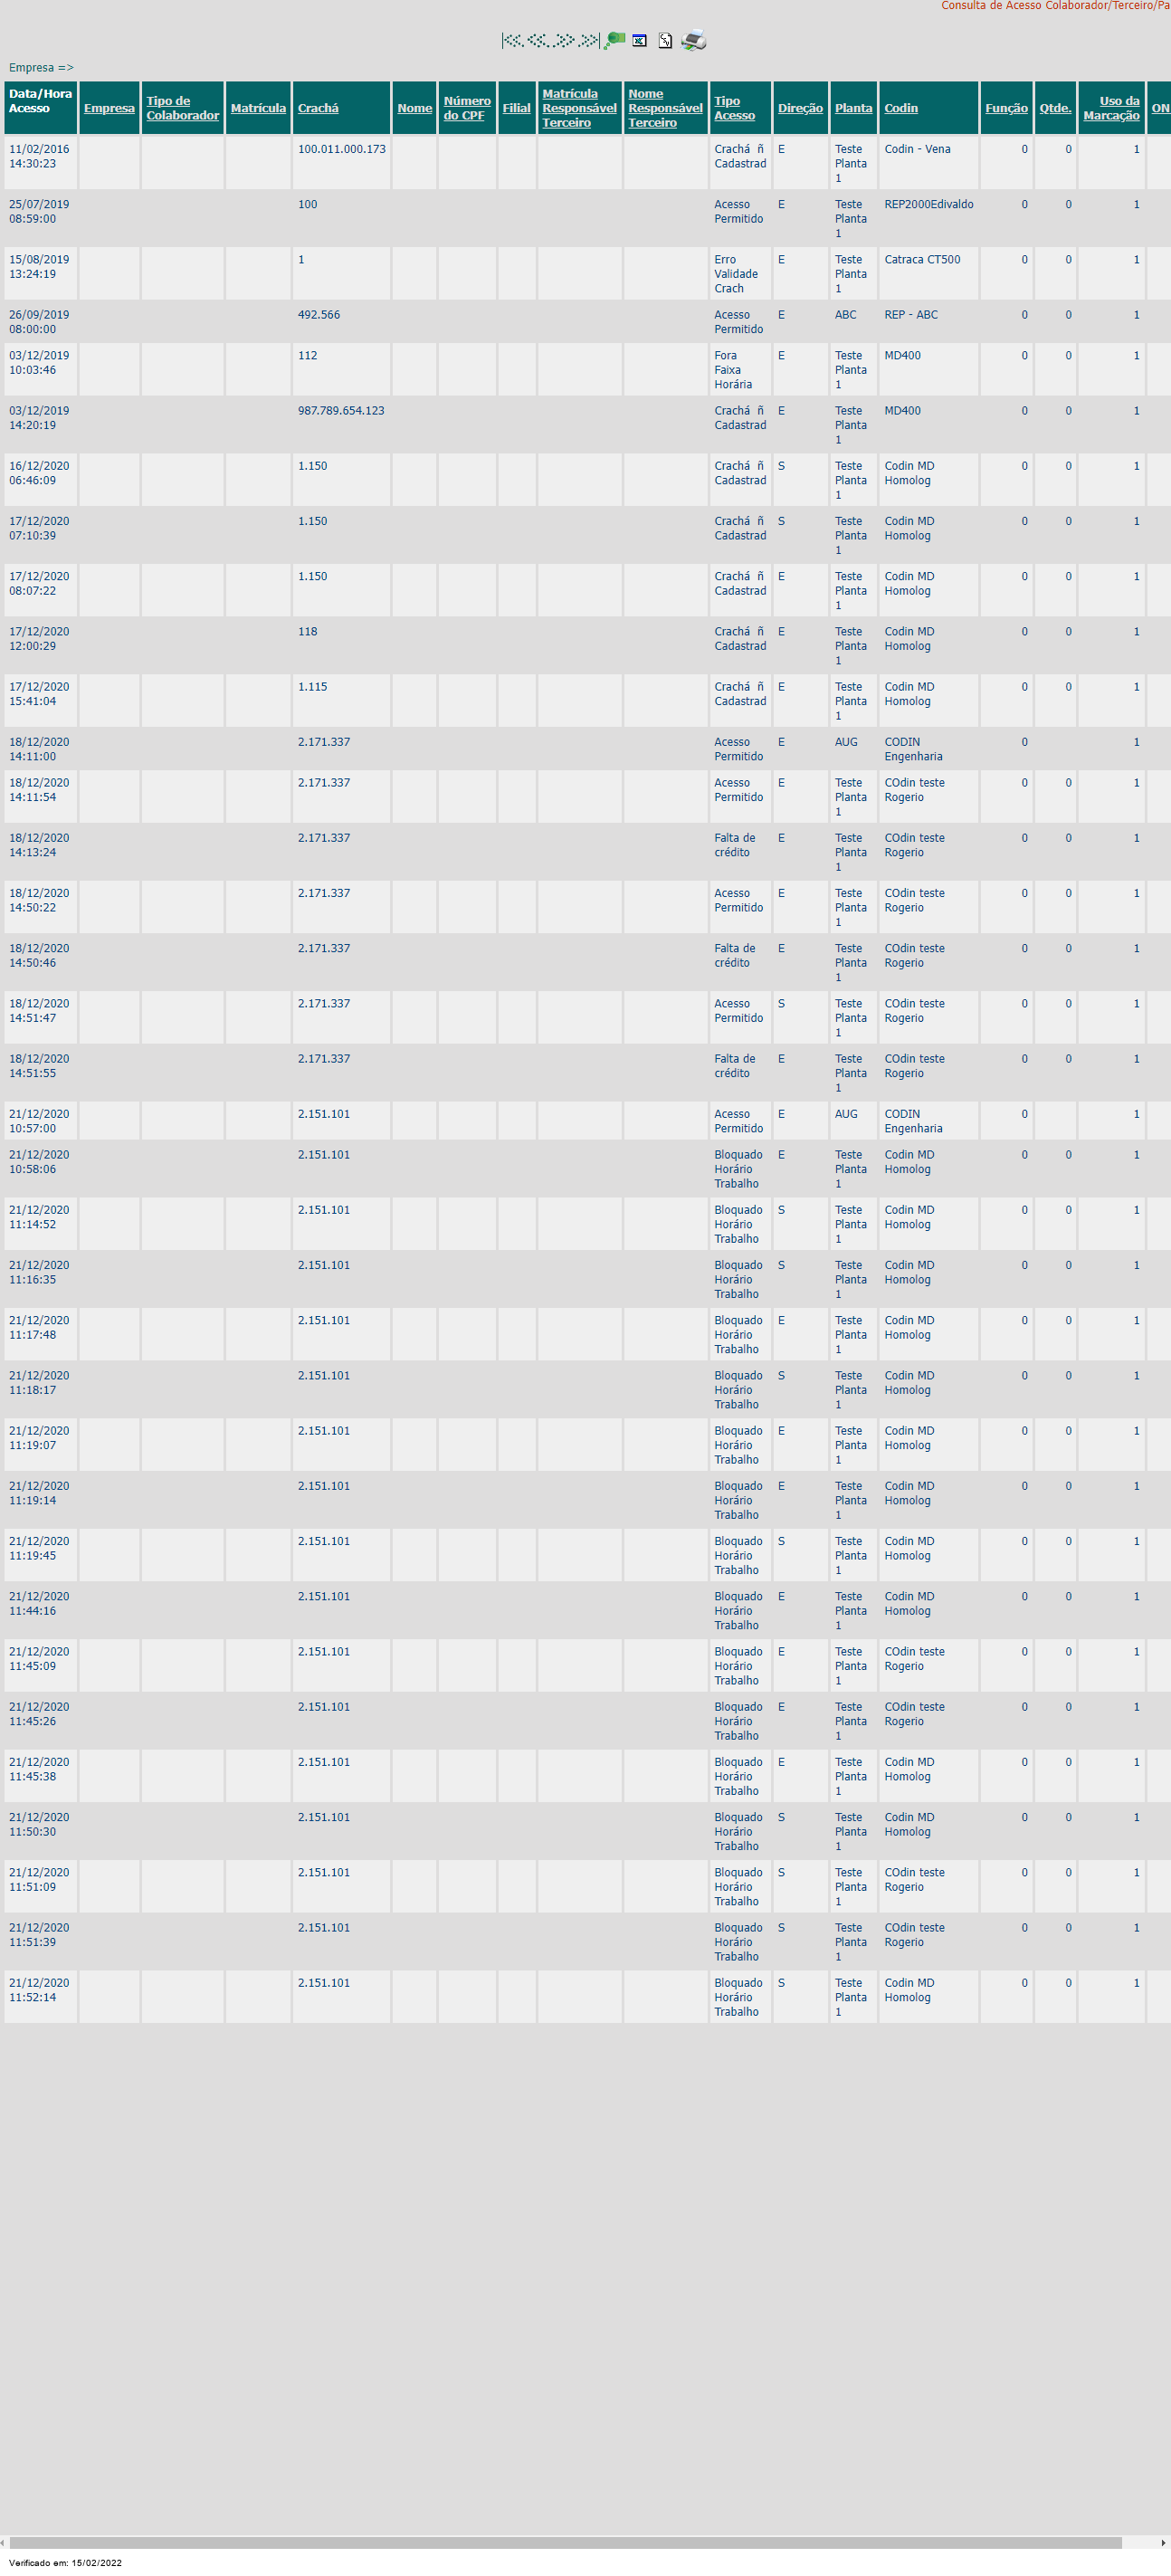 Consulta de Acesso Colaborador/Terceiro/Pa
Empresa =>
Data/Hora Acesso Empresa Tipo de Colaborador Matrícula Crachá Nome Número do CPF Filial Matrícula Responsável Terceiro Nome Responsável Terceiro Tipo Acesso Direção Planta Codin Função Qtde. Uso da Marcação ON
11/02/2016 14:30:23 100.011.000.173 Crachá ñ Cadastrad E Teste Planta 1 Codin - Vena 0 0 1
25/07/2019 08:59:00 100 Acesso Permitido E Teste Planta 1 REP2000Edivaldo 0 0 1
15/08/2019 13:24:19 1 Erro Validade Crach E Teste Planta 1 Catraca CT500 0 0 1
26/09/2019 08:00:00 492.566 Acesso Permitido E ABC REP - ABC 0 0 1
03/12/2019 10:03:46 112 Fora Faixa Horária E Teste Planta 1 MD400 0 0 1
03/12/2019 14:20:19 987.789.654.123 Crachá ñ Cadastrad E Teste Planta 1 MD400 0 0 1
16/12/2020 06:46:09 1.150 Crachá ñ Cadastrad S Teste Planta 1 Codin MD Homolog 0 0 1
17/12/2020 07:10:39 1.150 Crachá ñ Cadastrad S Teste Planta 1 Codin MD Homolog 0 0 1
17/12/2020 08:07:22 1.150 Crachá ñ Cadastrad E Teste Planta 1 Codin MD Homolog 0 0 1
17/12/2020 12:00:29 118 Crachá ñ Cadastrad E Teste Planta 1 Codin MD Homolog 0 0 1
17/12/2020 15:41:04 1.115 Crachá ñ Cadastrad E Teste Planta 1 Codin MD Homolog 0 0 1
18/12/2020 14:11:00 2.171.337 Acesso Permitido E AUG CODIN Engenharia 0 1
18/12/2020 14:11:54 2.171.337 Acesso Permitido E Teste Planta 1 COdin teste Rogerio 0 0 1
18/12/2020 14:13:24 2.171.337 Falta de crédito E Teste Planta 1 COdin teste Rogerio 0 0 1
18/12/2020 14:50:22 2.171.337 Acesso Permitido E Teste Planta 1 COdin teste Rogerio 0 0 1
18/12/2020 14:50:46 2.171.337 Falta de crédito E Teste Planta 1 COdin teste Rogerio 0 0 1
18/12/2020 14:51:47 2.171.337 Acesso Permitido S Teste Planta 1 COdin teste Rogerio 0 0 1
18/12/2020 14:51:55 2.171.337 Falta de crédito E Teste Planta 1 COdin teste Rogerio 0 0 1
21/12/2020 10:57:00 2.151.101 Acesso Permitido E AUG CODIN Engenharia 0 1
21/12/2020 10:58:06 2.151.101 Bloquado Horário Trabalho E Teste Planta 1 Codin MD Homolog 0 0 1
21/12/2020 11:14:52 2.151.101 Bloquado Horário Trabalho S Teste Planta 1 Codin MD Homolog 0 0 1
21/12/2020 11:16:35 2.151.101 Bloquado Horário Trabalho S Teste Planta 1 Codin MD Homolog 0 0 1
21/12/2020 11:17:48 2.151.101 Bloquado Horário Trabalho E Teste Planta 1 Codin MD Homolog 0 0 1
21/12/2020 11:18:17 2.151.101 Bloquado Horário Trabalho S Teste Planta 1 Codin MD Homolog 0 0 1
21/12/2020 11:19:07 2.151.101 Bloquado Horário Trabalho E Teste Planta 1 Codin MD Homolog 0 0 1
21/12/2020 11:19:14 2.151.101 Bloquado Horário Trabalho E Teste Planta 1 Codin MD Homolog 0 0 1
21/12/2020 11:19:45 2.151.101 Bloquado Horário Trabalho S Teste Planta 1 Codin MD Homolog 0 0 1
21/12/2020 11:44:16 2.151.101 Bloquado Horário Trabalho E Teste Planta 1 Codin MD Homolog 0 0 1
21/12/2020 11:45:09 2.151.101 Bloquado Horário Trabalho E Teste Planta 1 COdin teste Rogerio 0 0 1
21/12/2020 11:45:26 2.151.101 Bloquado Horário Trabalho E Teste Planta 1 COdin teste Rogerio 0 0 1
21/12/2020 11:45:38 2.151.101 Bloquado Horário Trabalho E Teste Planta 1 Codin MD Homolog 0 0 1
21/12/2020 11:50:30 2.151.101 Bloquado Horário Trabalho S Teste Planta 1 Codin MD Homolog 0 0 1
21/12/2020 11:51:09 2.151.101 Bloquado Horário Trabalho S Teste Planta 1 COdin teste Rogerio 0 0 1
21/12/2020 11:51:39 2.151.101 Bloquado Horário Trabalho S Teste Planta 1 COdin teste Rogerio 0 0 1
21/12/2020 11:52:14 2.151.101 Bloquado Horário Trabalho S Teste Planta 1 Codin MD Homolog 0 0 1
Verificado em: 15/02/2022